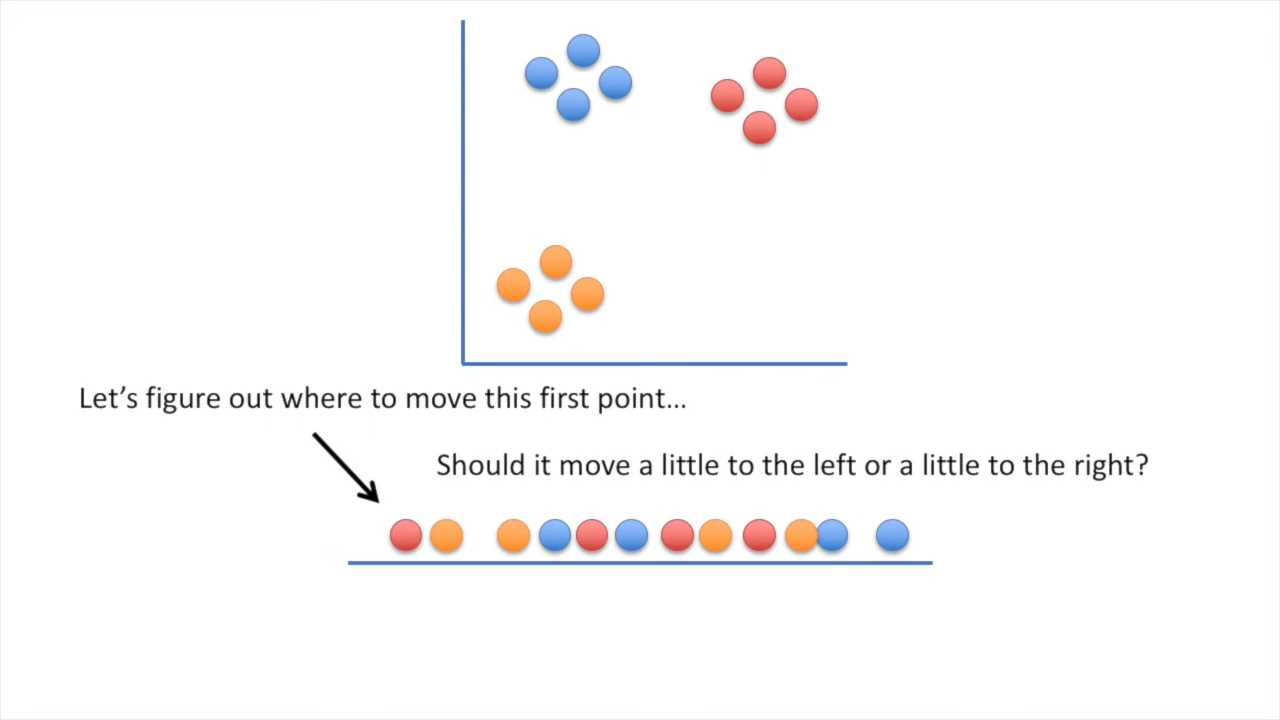 Let’s figure out where to move this first point…
Should it move a little to the left or a little to the right?